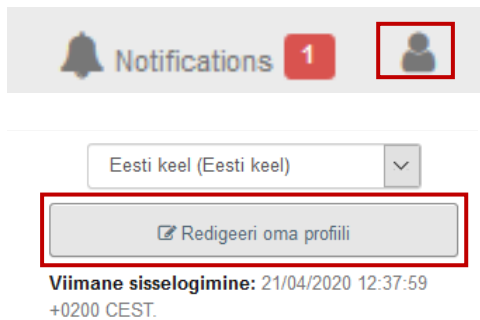 Notifications 1
Eesti keel (Eesti keel)
Redigeeri oma profiili
Viimane sisselogimine: 21/04/2020 12:37:59
+0200 CEST.